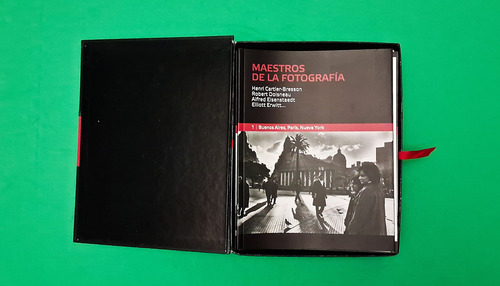 MAESTROS
DE LA FOTOGRAFÍA
Henri Cartier-Bresson
Robert Doisneau
Alfred Eisenstaedt
Elliott Erwitt...
1 | Buenos Aires, París, Nueva York